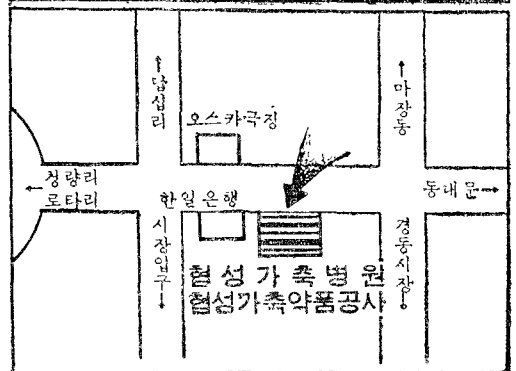 ↑답십리
↑마장동
오스카극장
←청량리
로타리
동대문→
한일은행
시장입구↓
경동시장↓
협성가축병원
협성가축약품공사